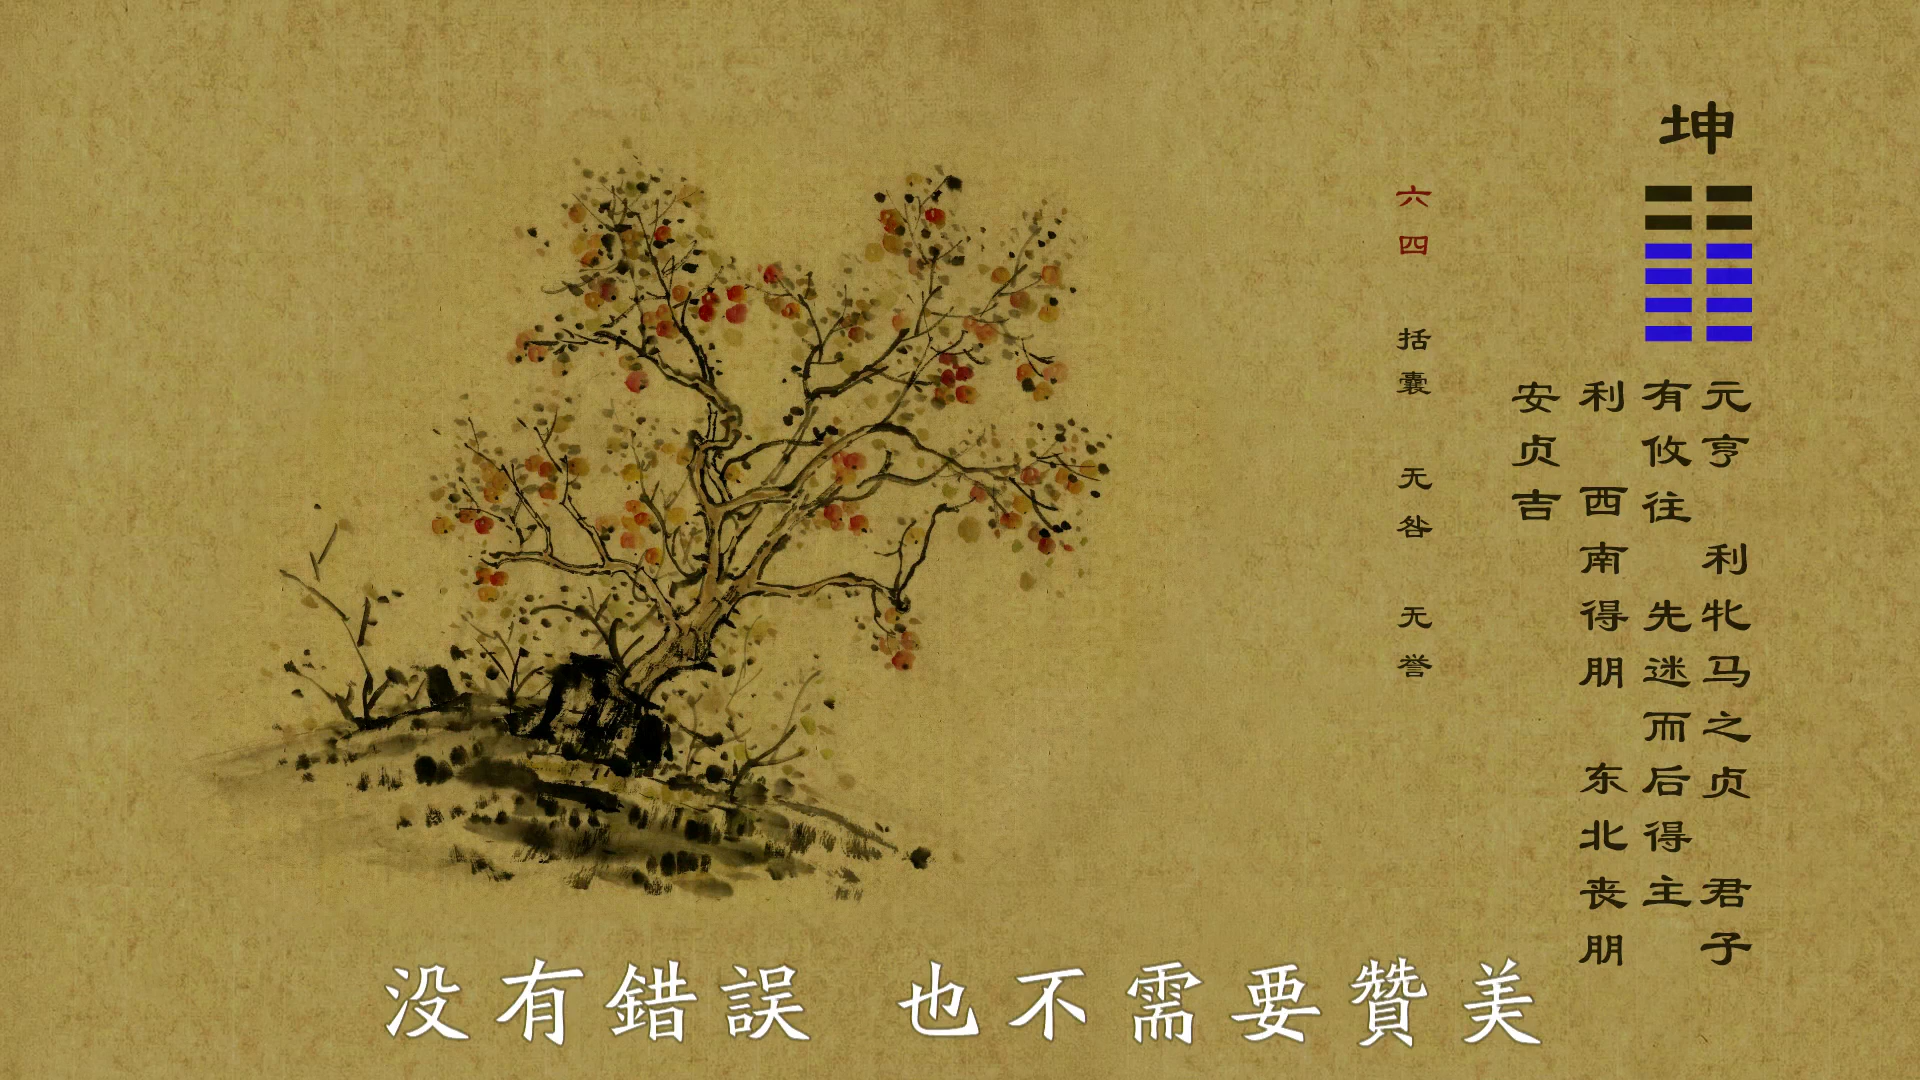 坤
元亨 利牝马之贞 君子
有攸往 先迷而后得主
利 西南得朋 东北丧朋
安贞吉
六四 括囊 无咎 无誉
没有錯誤 也不需要贊美